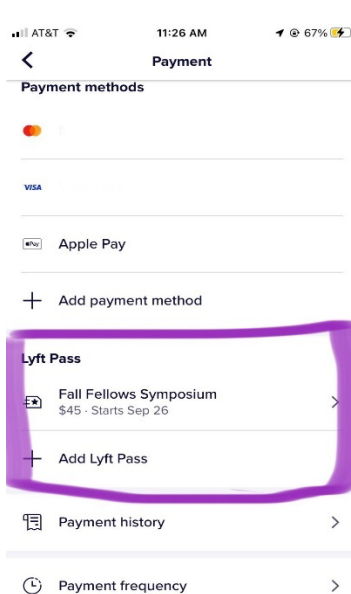 AT&T 11:26 AM 67%
Payment
Payment methods
VISA
Pay Apple Pay
+ Add payment method
Lyft Pass
Fall Fellows Symposium
$45 · Starts Sep 26
+ Add Lyft Pass
Payment history
Payment frequency